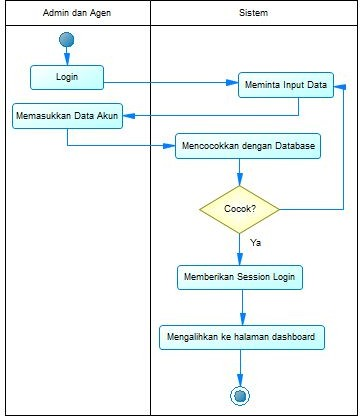 Admin dan Agen
Sistem
Login
Meminta Input Data
Memasukkan Data Akun
Mencocokkan dengan Database
Cocok?
Ya
Memberikan Session Login
Mengalihkan ke halaman dashboard